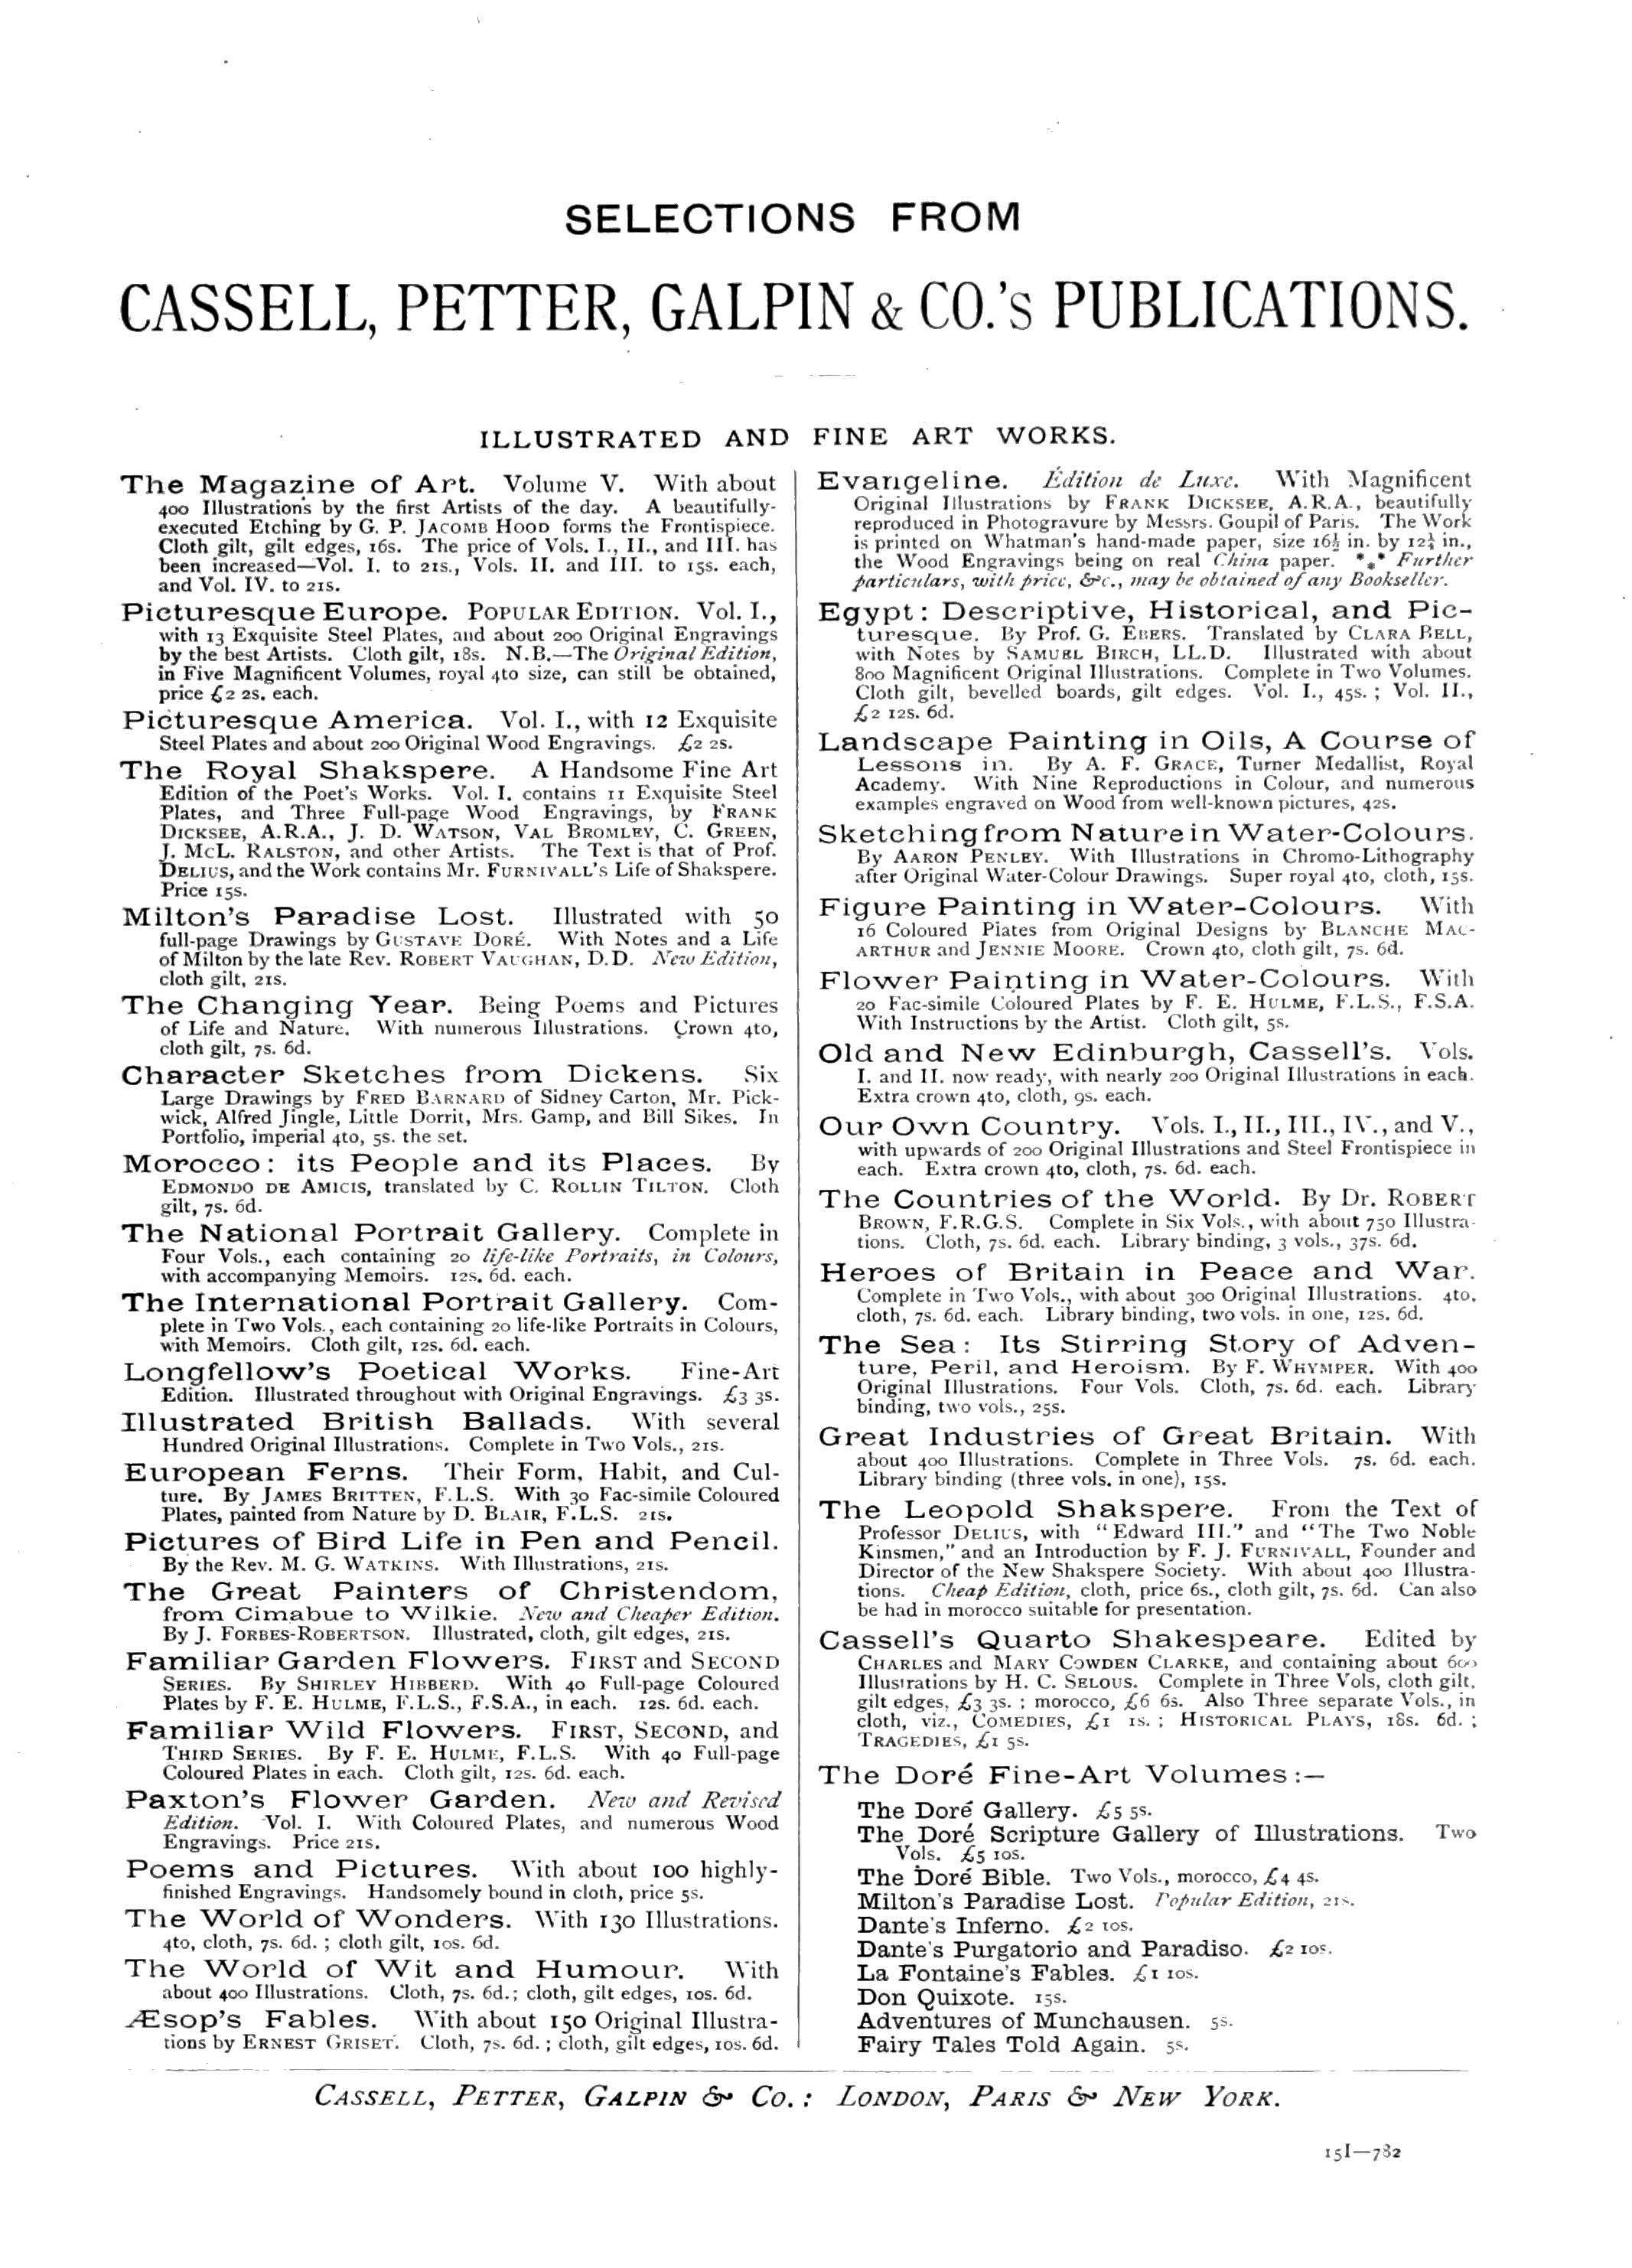 SELECTIONS FROM
CASSELL, PETTER, GALPIN & CO.'S PUBLICATIONS.
ILLUSTRATED AND FINE ART WORKS.
The Magazine of Art. Volume V. With about
400 Illustrations by the first Artists of the day. A beautifully-
executed Etching by G. P. JACOMB HOOD forms the Frontispiece.
Cloth gilt, gilt edges, 16s. The price of Vols. I., II., and III. has
been increased—Vol. I. to 21s., Vols. II. and III. to 15s. each,
and Vol. IV. to 21s.
Picturesque Europe. POPULAR EDITION. Vol. I.,
with 13 Exquisite Steel Plates, and about 200 Original Engravings
by the best Artists. Cloth gilt, 18s. N.B.—The Original Edition,
in Five Magnificent Volumes, royal 4to size, can still be obtained,
price £2 2s. each.
Picturesque America. Vol. I., with 12 Exquisite
Steel Plates and about 200 Original Wood Engravings. £2 2s.
The Royal Shakspere. A Handsome Fine Art
Edition of the Poet's Works. Vol. I. contains 11 Exquisite Steel
Plates, and Three Full-page Wood Engravings, by FRANK
DICKSEE, A.R.A., J. D. WATSON, VAL BROMLEY, C. GREEN,
J. MCL. RALSTON, and other Artists. The Text is that of Prof.
DELIUS, and the Work contains Mr. FURNIVALL'S Life of Shakspere.
Price 15s.
Milton's Paradise Lost. Illustrated with 50
full-page Drawings by GUSTAVE DORÉ. With Notes and a Life
of Milton by the late Rev. ROBERT VAUGHAN, D.D. New Edition,
cloth gilt, 21s.
The Changing Year. Being Poems and Pictures
of Life and Nature. With numerous Illustrations. Crown 4to,
cloth gilt, 7s. 6d.
Character Sketches from Dickens. Six
Large Drawings by FRED BARNARD of Sidney Carton, Mr. Pick-
wick, Alfred Jingle, Little Dorrit, Mrs. Gamp, and Bill Sikes. In
Portfolio, imperial 4to, 5s. the set.
Morocco: its People and its Places. By
EDMONDO DE AMICIS, translated by C. ROLLIN TILTON. Cloth
gilt, 7s. 6d.
The National Portrait Gallery. Complete in
Four Vols., each containing 20 life-like Portraits, in Colours,
with accompanying Memoirs. 12s. 6d. each.
The International Portrait Gallery. Com-
plete in Two Vols., each containing 20 life-like Portraits in Colours,
with Memoirs. Cloth gilt, 12s. 6d. each.
Longfellow's Poetical Works. Fine-Art
Edition. Illustrated throughout with Original Engravings. £3 3s.
Illustrated British Ballads. With several
Hundred Original Illustrations. Complete in Two Vols., 21s.
European Ferns. Their Form, Habit, and Cul-
ture. By JAMES BRITTEN, F.L.S. With 30 Fac-simile Coloured
Plates, painted from Nature by D. BLAIR, F.L.S. 21s.
Pictures of Bird Life in Pen and Pencil.
By the Rev. M. G. WATKINS. With Illustrations, 21s.
The Great Painters of Christendom,
from Cimabue to Wilkie. New and Cheaper Edition.
By J. FORBES-ROBERTSON. Illustrated, cloth, gilt edges, 21s.
Familiar Garden Flowers. FIRST and SECOND
SERIES. By SHIRLEY HIBBERD. With 40 Full-page Coloured
Plates by F. E. HULME, F.L.S., F.S.A., in each. 12s. 6d. each.
Familiar Wild Flowers. FIRST, SECOND, and
THIRD SERIES. By F. E. HULME, F.L.S. With 40 Full-page
Coloured Plates in each. Cloth gilt, 12s. 6d. each.
Paxton's Flower Garden. New and Revised
Edition. Vol. I. With Coloured Plates, and numerous Wood
Engravings. Price 21s.
Poems and Pictures. With about 100 highly-
finished Engravings. Handsomely bound in cloth, price 5s.
The World of Wonders. With 130 Illustrations.
4to, cloth, 7s. 6d.; cloth gilt, 10s. 6d.
The World of Wit and Humour. With
about 400 Illustrations. Cloth, 7s. 6d.; cloth, gilt edges, 10s. 6d.
Æsop's Fables. With about 150 Original Illustra-
tions by ERNEST GRISET. Cloth, 7s. 6d.; cloth, gilt edges, 10s. 6d.
Evangeline. Édition de Luxe. With Magnificent
Original Illustrations by FRANK DICKSEE, A.R.A., beautifully
reproduced in Photogravure by Messrs. Goupil of Paris. The Work
is printed on Whatman's hand-made paper, size 16½ in. by 12¼ in.,
the Wood Engravings being on real China paper. *⁎* Further
particulars, with price, &c., may be obtained of any Bookseller.
Egypt: Descriptive, Historical, and Pic-
turesque. By Prof. G. EBERS. Translated by CLARA BELL,
with Notes by SAMUEL BIRCH, LL.D. Illustrated with about
800 Magnificent Original Illustrations. Complete in Two Volumes.
Cloth gilt, bevelled boards, gilt edges. Vol. I., 45s.; Vol. II.,
£2 12s. 6d.
Landscape Painting in Oils, A Course of
Lessons in. By A. F. GRACE, Turner Medallist, Royal
Academy. With Nine Reproductions in Colour, and numerous
examples engraved on Wood from well-known pictures, 42s.
Sketching from Nature in Water-Colours.
By AARON PENLEY. With Illustrations in Chromo-Lithography
after Original Water-Colour Drawings. Super royal 4to, cloth, 15s.
Figure Painting in Water-Colours. With
16 Coloured Plates from Original Designs by BLANCHE MAC-
ARTHUR and JENNIE MOORE. Crown 4to, cloth gilt, 7s. 6d.
Flower Painting in Water-Colours. With
20 Fac-simile Coloured Plates by F. E. HULME, F.L.S., F.S.A.
With Instructions by the Artist. Cloth gilt, 5s.
Old and New Edinburgh, Cassell's. Vols.
I. and II. now ready, with nearly 200 Original Illustrations in each.
Extra crown 4to, cloth, 9s. each.
Our Own Country. Vols. I., II., III., IV., and V.,
with upwards of 200 Original Illustrations and Steel Frontispiece in
each. Extra crown 4to, cloth, 7s. 6d. each.
The Countries of the World. By Dr. ROBERT
BROWN, F.R.G.S. Complete in Six Vols., with about 750 Illustra-
tions. Cloth, 7s. 6d. each. Library binding, 3 vols., 37s. 6d.
Heroes of Britain in Peace and War.
Complete in Two Vols., with about 300 Original Illustrations. 4to,
cloth, 7s. 6d. each. Library binding, two vols. in one, 12s. 6d.
The Sea: Its Stirring Story of Adven-
ture, Peril, and Heroism. By F. WHYMPER. With 400
Original Illustrations. Four Vols. Cloth, 7s. 6d. each. Library
binding, two vols., 25s.
Great Industries of Great Britain. With
about 400 Illustrations. Complete in Three Vols. 7s. 6d. each.
Library binding (three vols. in one), 15s.
The Leopold Shakspere. From the Text of
Professor DELIUS, with "Edward III." and "The Two Noble
Kinsmen," and an Introduction by F. J. FURNIVALL, Founder and
Director of the New Shakspere Society. With about 400 Illustra-
tions. Cheap Edition, cloth, price 6s., cloth gilt, 7s. 6d. Can also
be had in morocco suitable for presentation.
Cassell's Quarto Shakespeare. Edited by
CHARLES and MARY COWDEN CLARKE, and containing about 600
Illustrations by H. C. SELOUS. Complete in Three Vols, cloth gilt,
gilt edges, £3 3s.; morocco, £6 6s. Also Three separate Vols., in
cloth, viz., COMEDIES, £1 1s.; HISTORICAL PLAYS, 18s. 6d.;
TRAGEDIES, £1 5s.
The Doré Fine-Art Volumes:—
The Doré Gallery. £5 5s.
The Doré Scripture Gallery of Illustrations. Two
Vols. £5 10s.
The Doré Bible. Two Vols., morocco, £4 4s.
Milton's Paradise Lost. Popular Edition, 21s.
Dante's Inferno. £2 10s.
Dante's Purgatorio and Paradiso. £2 10s.
La Fontaine's Fables. £1 10s.
Don Quixote. 15s.
Adventures of Munchausen. 5s.
Fairy Tales Told Again. 5s.
CASSELL, PETTER, GALPIN & CO.: LONDON, PARIS & NEW YORK.
15I—782